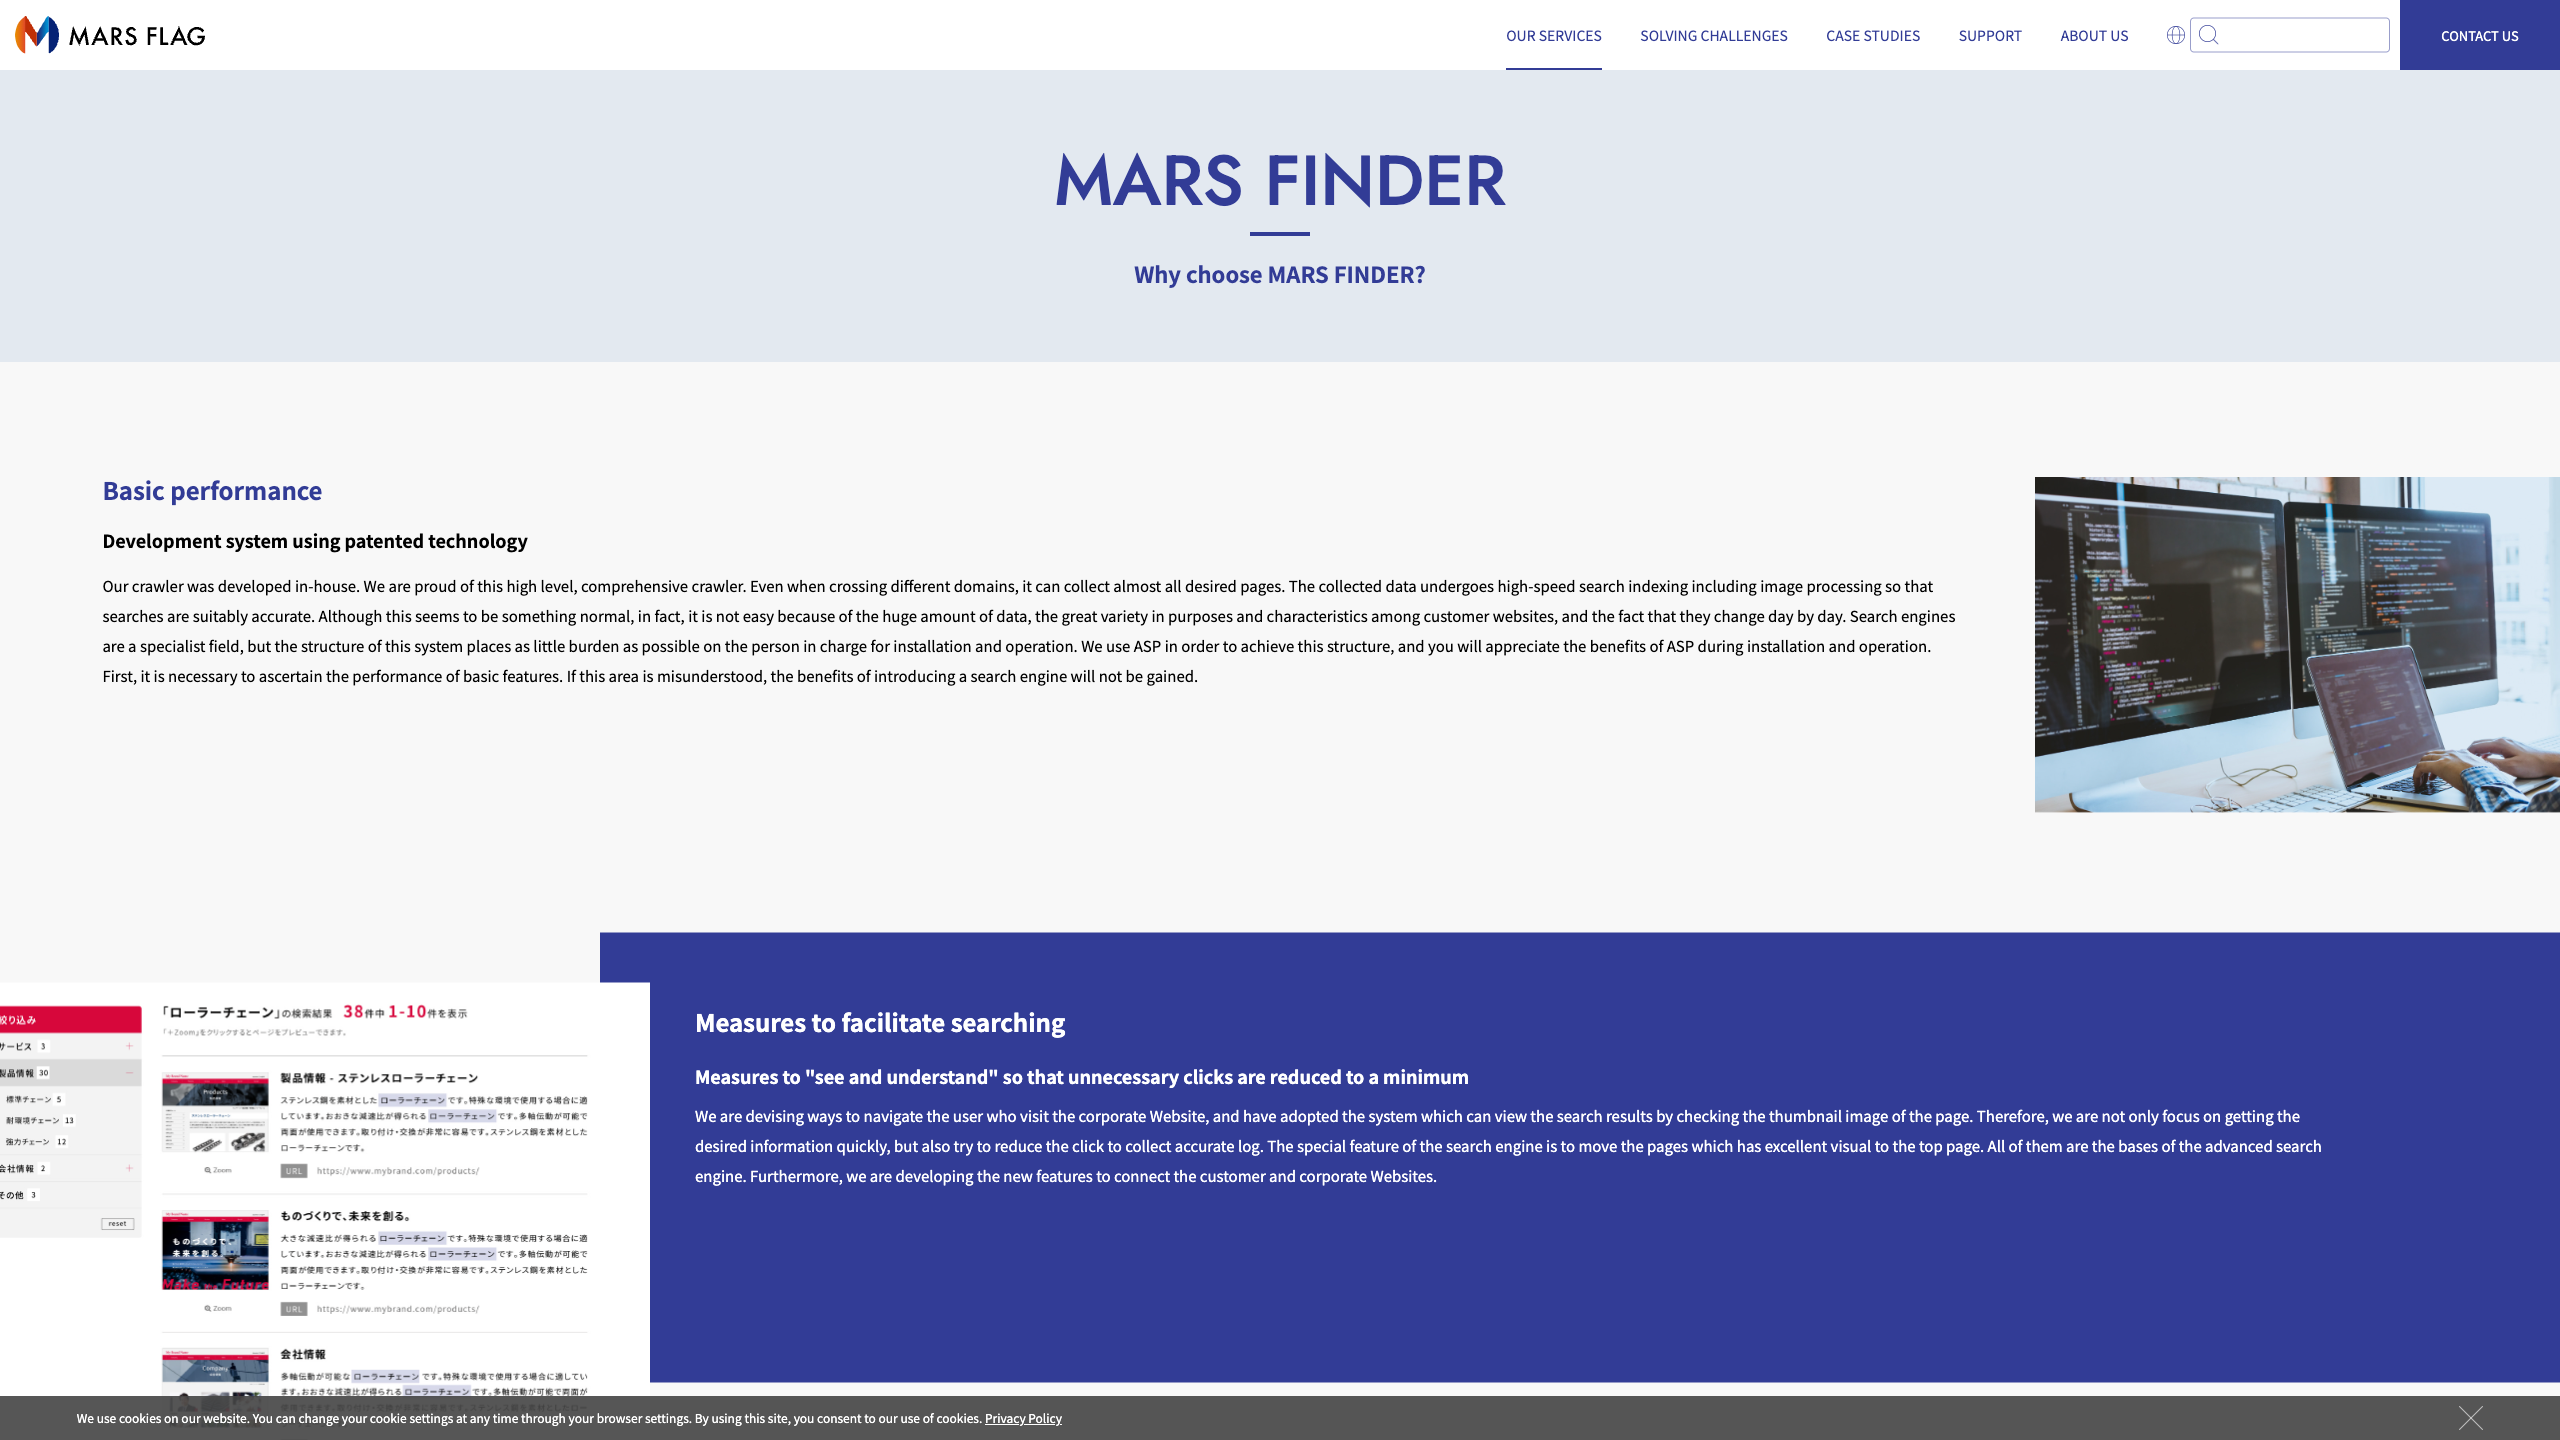 MARS FLAG
OUR SERVICES
SOLVING CHALLENGES
CASE STUDIES
SUPPORT
ABOUT US
CONTACT US
MARS FINDER
Why choose MARS FINDER?
Basic performance
Development system using patented technology
Our crawler was developed in-house. We are proud of this high level, comprehensive crawler. Even when crossing different domains, it can collect almost all desired pages. The collected data undergoes high-speed search indexing including image processing so that
searches are suitably accurate. Although this seems to be something normal, in fact, it is not easy because of the huge amount of data, the great variety in purposes and characteristics among customer websites, and the fact that they change day by day. Search engines
are a specialist field, but the structure of this system places as little burden as possible on the person in charge for installation and operation. We use ASP in order to achieve this structure, and you will appreciate the benefits of ASP during installation and operation.
First, it is necessary to ascertain the performance of basic features. If this area is misunderstood, the benefits of introducing a search engine will not be gained.
絞り込み
サービス 3
製品情報 30
標準チェーン 5
耐環境チェーン 13
強力チェーン 12
会社情報 2
その他 3
reset
「ローラーチェーン」の検索結果 38件中 1-10件を表示
「+Zoom」をクリックするとページをプレビューできます。
製品情報 - ステンレスローラーチェーン
ステンレス鋼を素材とした ローラーチェーン です。特殊な環境で使用する場合に適
しています。おおきな減速比が得られる ローラーチェーン です。多軸伝動が可能で
両面が使用できます。取り付け・交換が非常に容易です。ステンレス鋼を素材とした
ローラーチェーンです。
Products
Zoom
URL https://www.mybrand.com/products/
ものづくりで、未来を創る。
大きな減速比が得られる ローラーチェーン です。特殊な環境で使用する場合に適
しています。おおきな減速比が得られる ローラーチェーン です。多軸伝動が可能で
両面が使用できます。取り付け・交換が非常に容易です。ステンレス鋼を素材とした
ローラーチェーンです。
ものづくりで、
未来を創る。
Zoom
URL https://www.mybrand.com/products/
会社情報
多軸伝動が可能な ローラーチェーン です。特殊な環境で使用する場合に適してい
ます。おおきな減速比が得られる ローラーチェーン です。多軸伝動が可能で両面が
Company
Measures to facilitate searching
Measures to "see and understand" so that unnecessary clicks are reduced to a minimum
We are devising ways to navigate the user who visit the corporate Website, and have adopted the system which can view the search results by checking the thumbnail image of the page. Therefore, we are not only focus on getting the
desired information quickly, but also try to reduce the click to collect accurate log. The special feature of the search engine is to move the pages which has excellent visual to the top page. All of them are the bases of the advanced search
engine. Furthermore, we are developing the new features to connect the customer and corporate Websites.
We use cookies on our website. You can change your cookie settings at any time through your browser settings. By using this site, you consent to our use of cookies. Privacy Policy